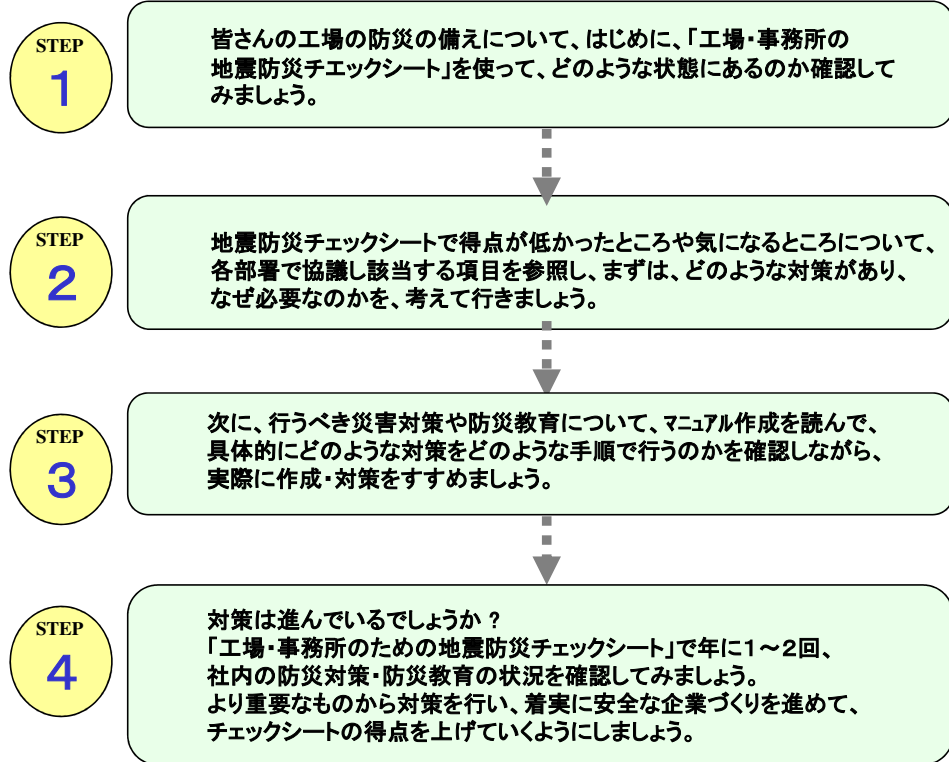 STEP
1
皆さんの工場の防災の備えについて、はじめに、「工場・事務所の
地震防災チエックシート」を使って、どのような状態にあるのか確認して
みましょう。
STEP
2
地震防災チェックシートで得点が低かったところや気になるところについて、
各部署で協議し該当する項目を参照し、まずは、どのような対策があり、
なぜ必要なのかを、考えて行きましょう。
STEP
3
次に、行うべき災害対策や防災教育について、マニュアル作成を読んで、
具体的にどのような対策をどのような手順で行うのかを確認しながら、
実際に作成・対策をすすめましょう。
STEP
4
対策は進んでいるでしょうか？
「工場・事務所のための地震防災チェックシート」で年に１～２回、
社内の防災対策・防災教育の状況を確認してみましょう。
より重要なものから対策を行い、着実に安全な企業づくりを進めて、
チェックシートの得点を上げていくようにしましょう。